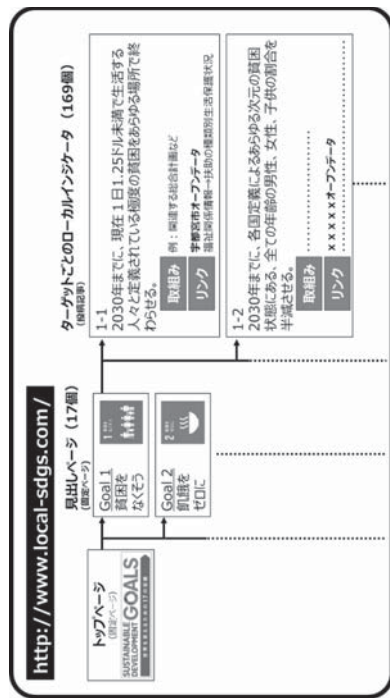 http://www.local-sdgs.com/
トップページ
(固定ページ)
SUSTAINABLE
DEVELOPMENT
GOALS
見出しページ (17個)
(固定ページ)
Goal 1
貧困を
なくそう
1
Goal 2
飢餓を
ゼロに
2
ターゲットごとのローカルインジケータ (169個)
(投稿記事)
1-1
2030年までに、現在1日1.25ドル未満で生活する
人々と定義されている極度の貧困をあらゆる場所で終
わらせる。
取組み
例：関連する総合計画など
リンク
宇都宮市オープンデータ
福祉関係情報→扶助の種類別生活保護状況
1-2
2030年までに、各国定義によるあらゆる次元の貧困
状態にある、全ての年齢の男性、女性、子供の割合を
半減させる。
取組み
リンク
×××××オープンデータ